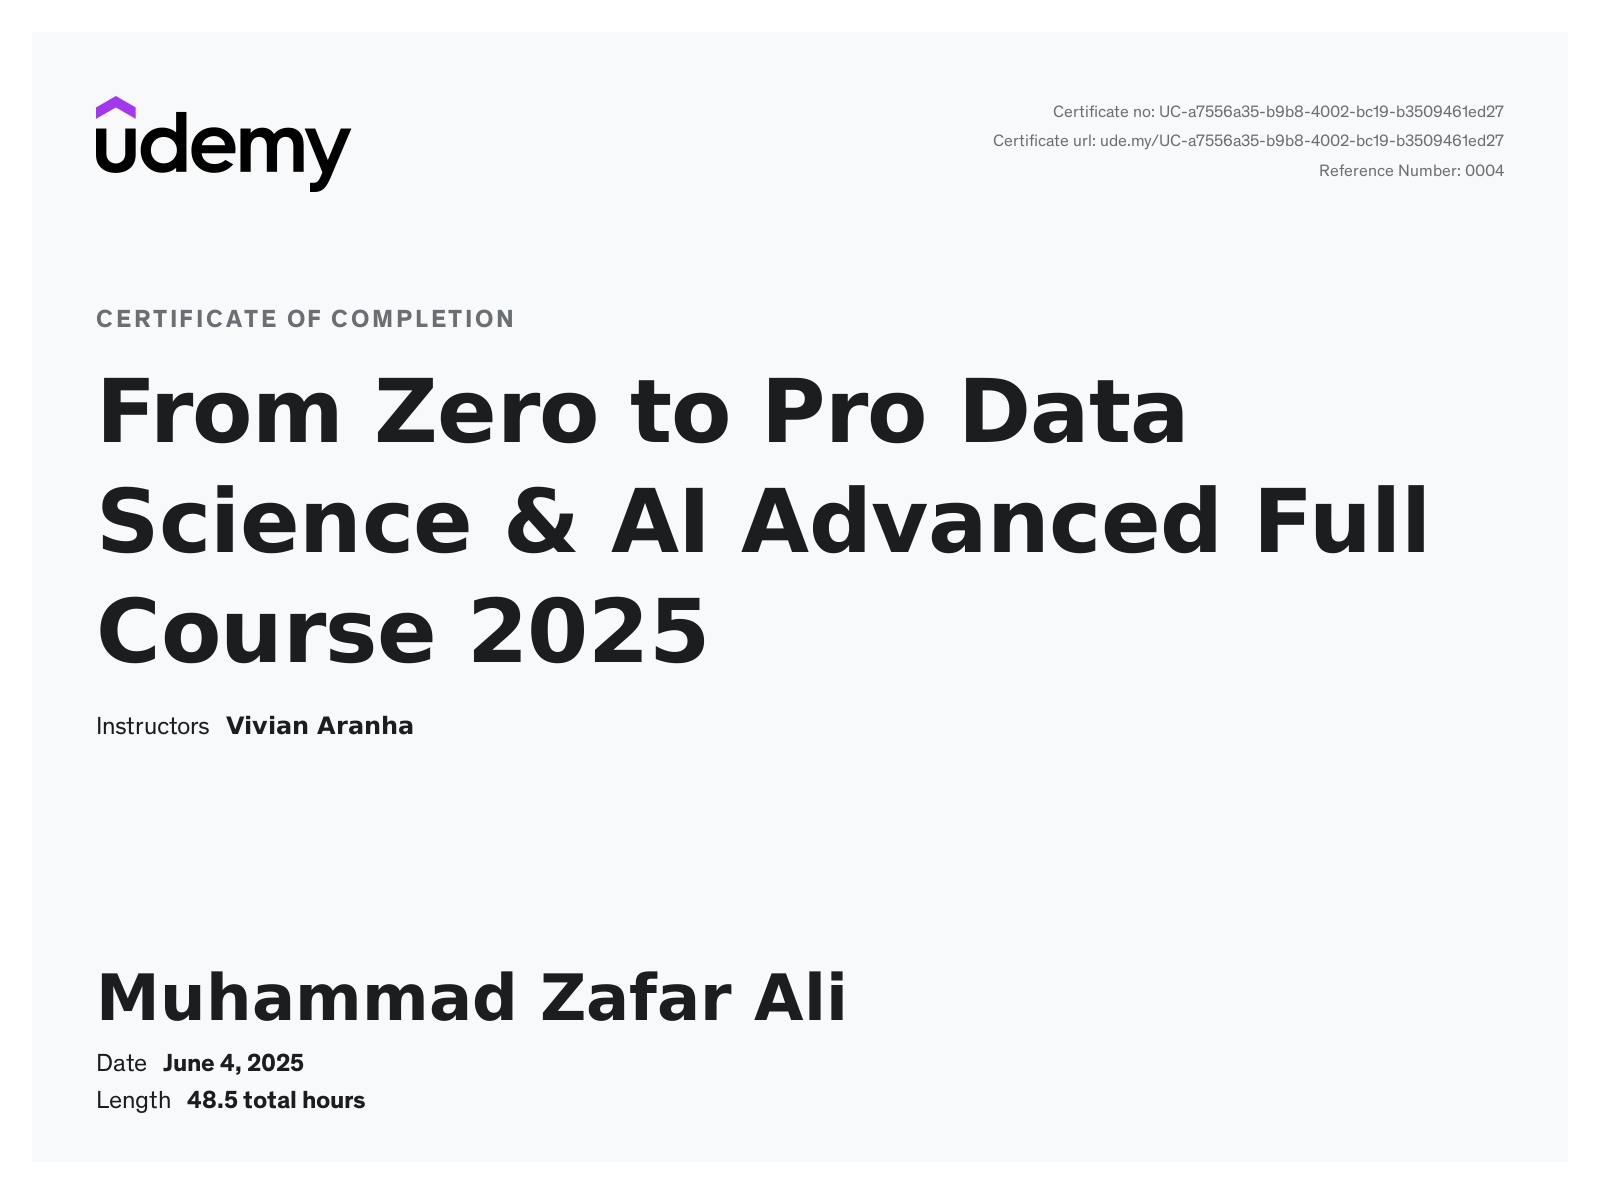 udemy
Certificate no: UC-a7556a35-b9b8-4002-bc19-b3509461ed27
Certificate url: ude.my/UC-a7556a35-b9b8-4002-bc19-b3509461ed27
Reference Number: 0004
CERTIFICATE OF COMPLETION
From Zero to Pro Data
Science & AI Advanced Full
Course 2025
Instructors Vivian Aranha
Muhammad Zafar Ali
Date June 4, 2025
Length 48.5 total hours